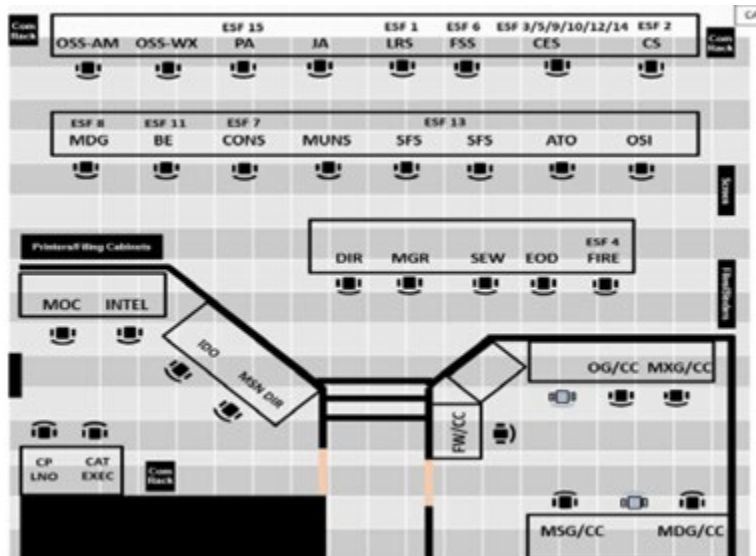 CA
Com
Rack
ESF 15
ESF 1
ESF 6
ESF 3/5/9/10/12/14
ESF 2
OSS-AM
OSS-WX
PA
JA
LRS
FSS
CES
CS
Com
Rack
ESF 8
ESF 11
ESF 7
ESF 13
MDG
BE
CONS
MUNS
SFS
SFS
ATO
OSI
Printers/Filing Cabinets
ESF 4
DIR
MGR
SEW
EOD
FIRE
MOC
INTEL
IDO
MSN DIR
OG/CC
MXG/CC
FW/CC
CP
LNO
CAT
EXEC
Com
Rack
MSG/CC
MDG/CC